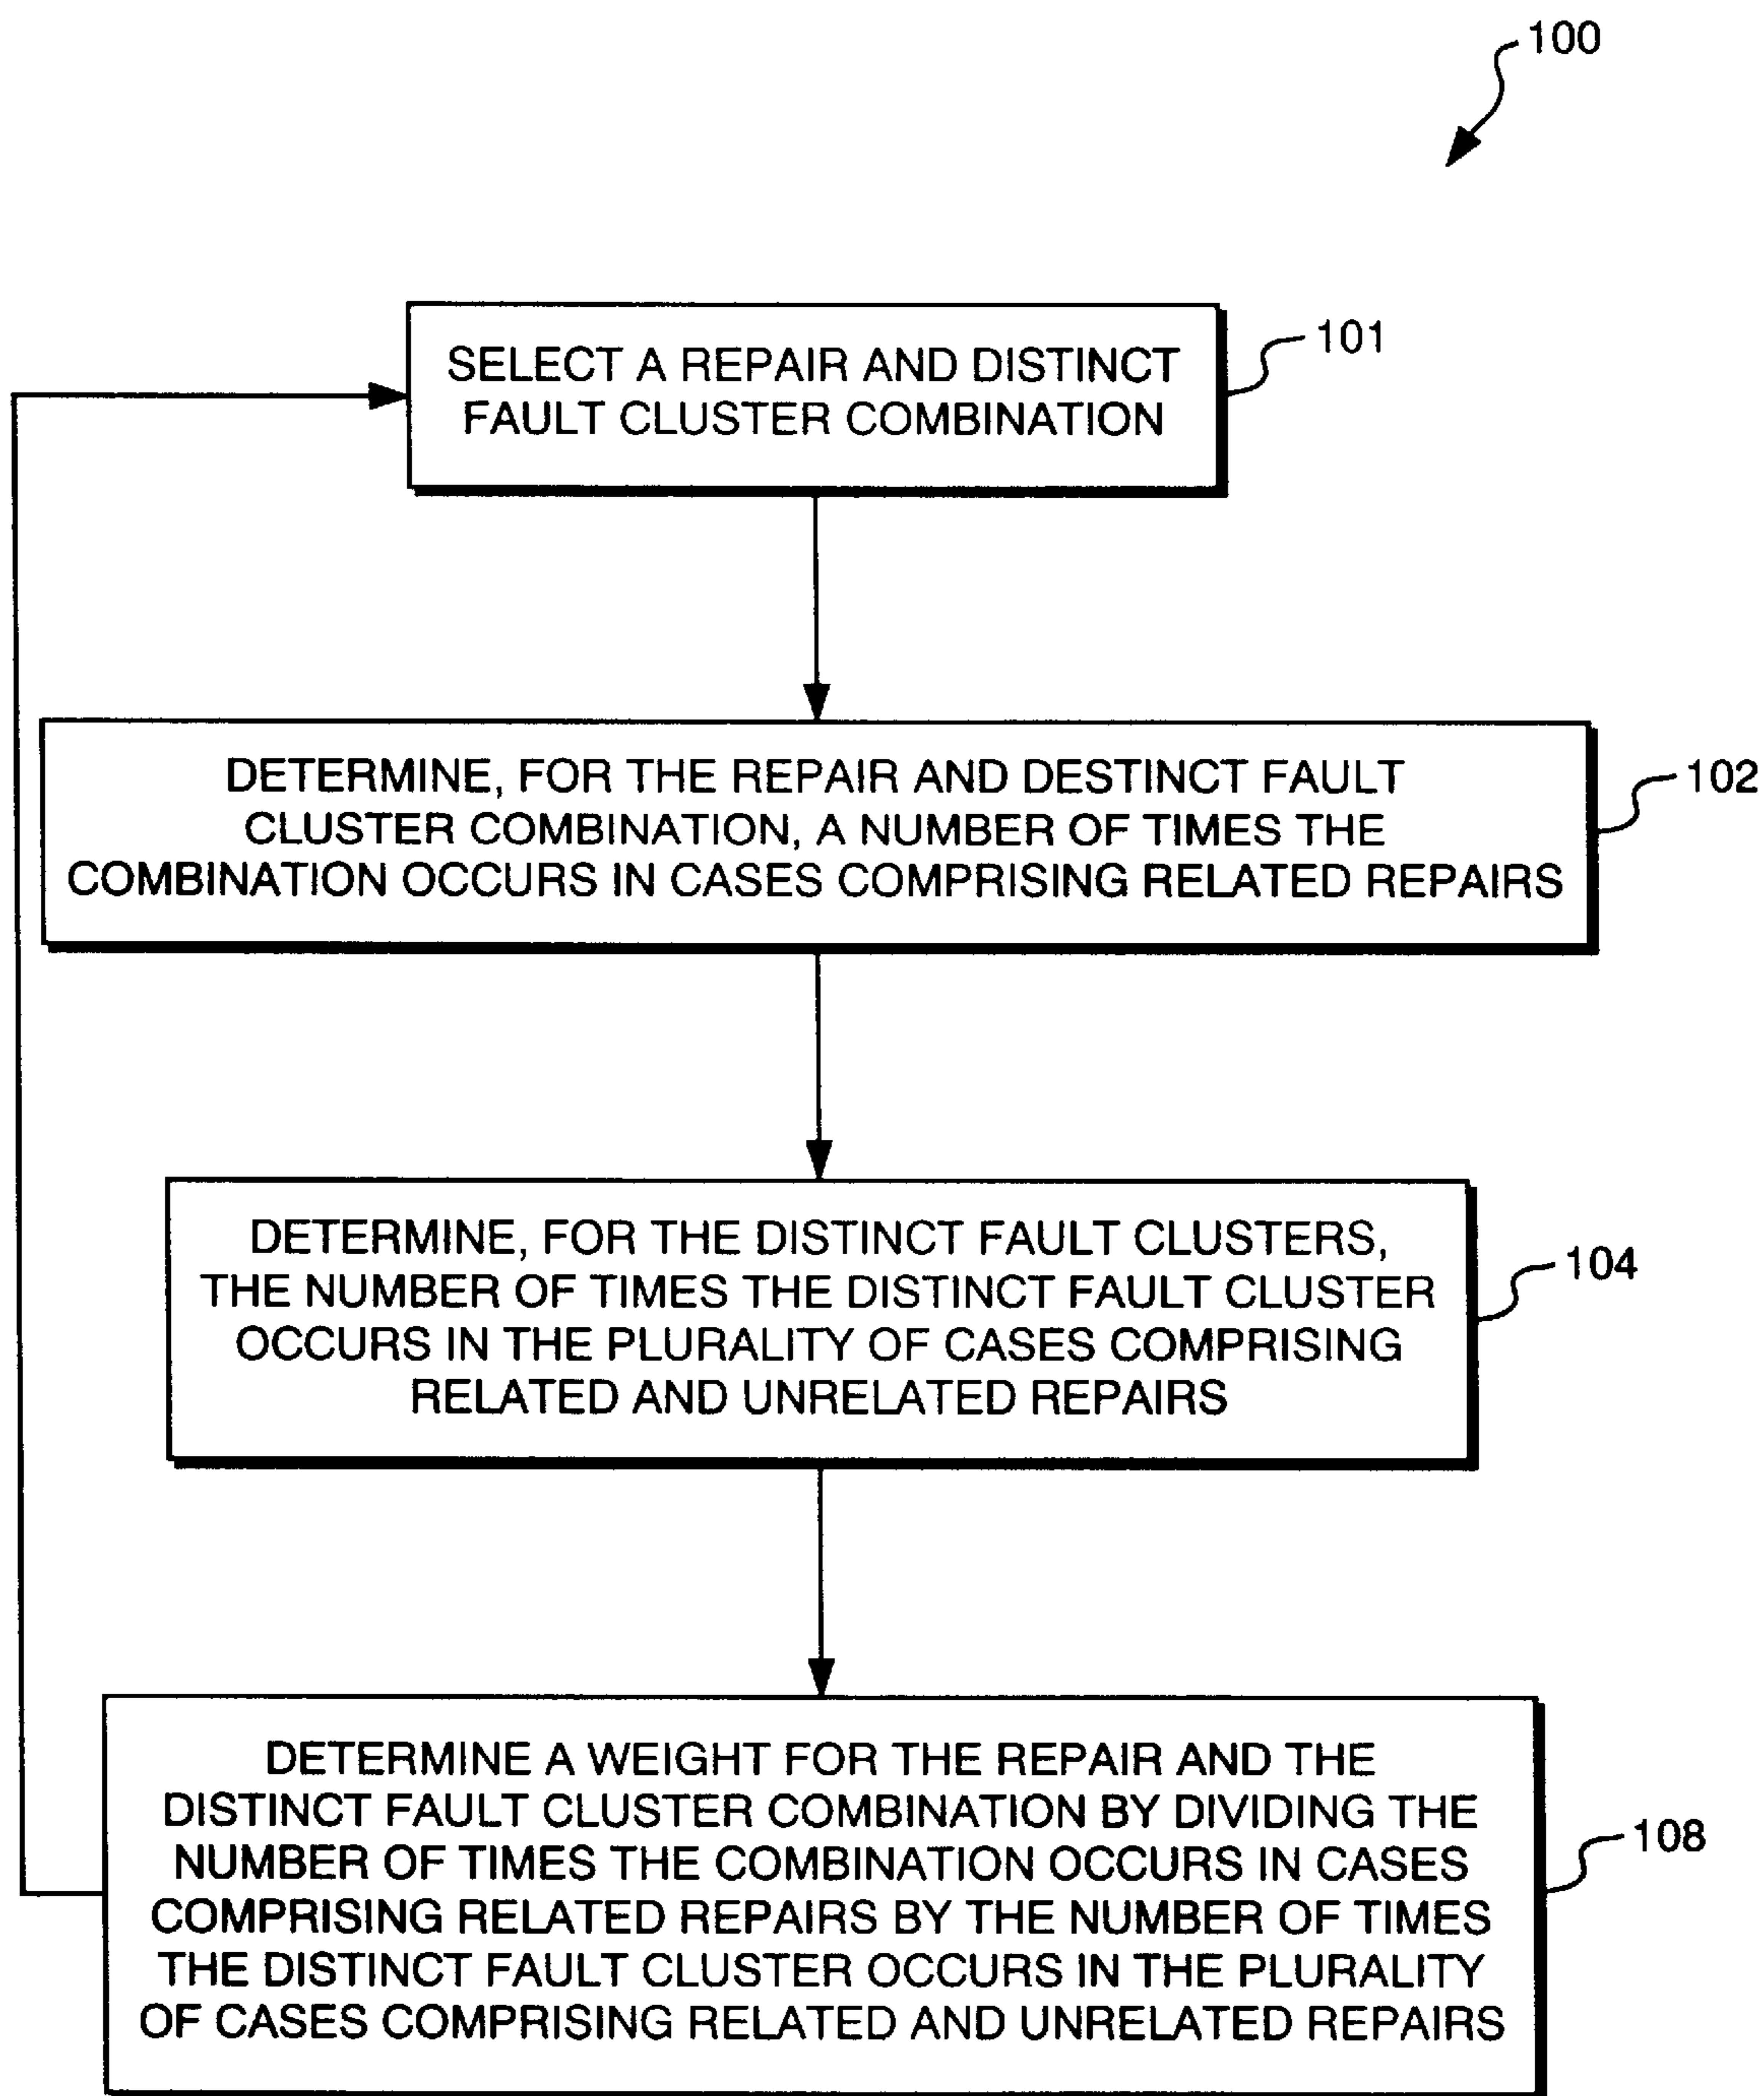 100
SELECT A REPAIR AND DISTINCT
FAULT CLUSTER COMBINATION
101
DETERMINE, FOR THE REPAIR AND DESTINCT FAULT
CLUSTER COMBINATION, A NUMBER OF TIMES THE
COMBINATION OCCURS IN CASES COMPRISING RELATED REPAIRS
102
DETERMINE, FOR THE DISTINCT FAULT CLUSTERS,
THE NUMBER OF TIMES THE DISTINCT FAULT CLUSTER
OCCURS IN THE PLURALITY OF CASES COMPRISING
RELATED AND UNRELATED REPAIRS
104
DETERMINE A WEIGHT FOR THE REPAIR AND THE
DISTINCT FAULT CLUSTER COMBINATION BY DIVIDING THE
NUMBER OF TIMES THE COMBINATION OCCURS IN CASES
COMPRISING RELATED REPAIRS BY THE NUMBER OF TIMES
THE DISTINCT FAULT CLUSTER OCCURS IN THE PLURALITY
OF CASES COMPRISING RELATED AND UNRELATED REPAIRS
108